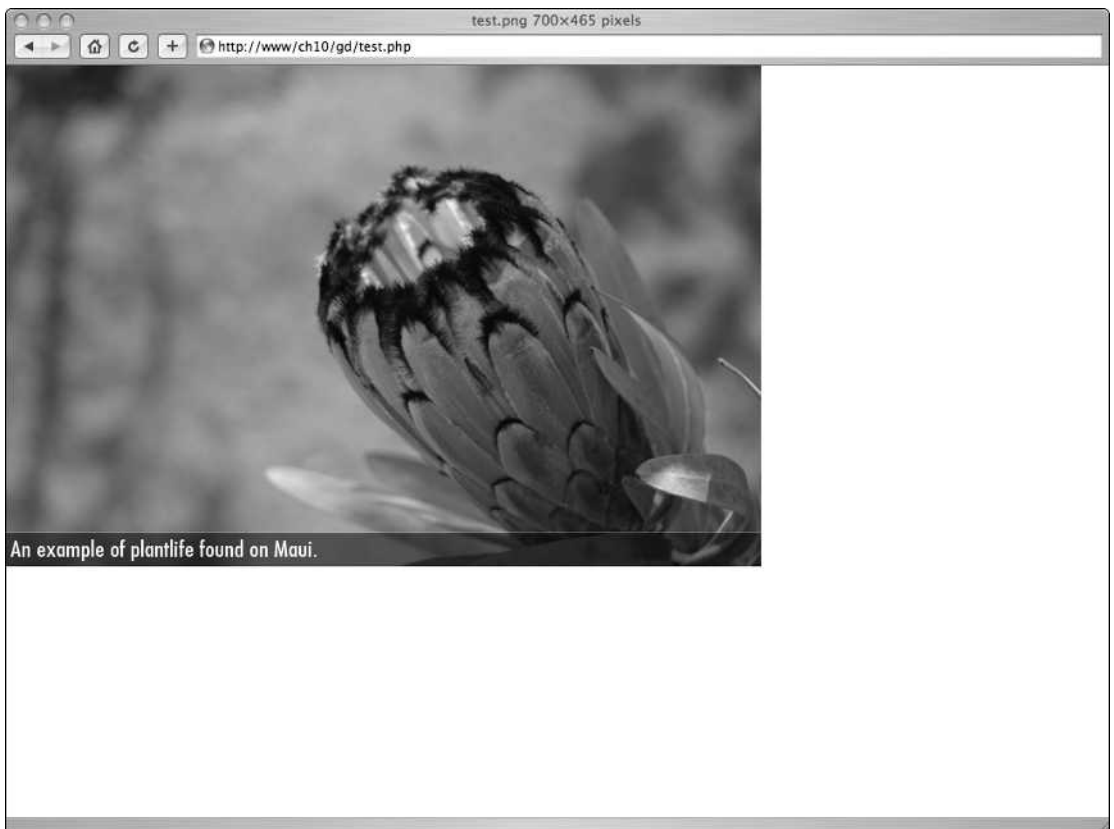 test.png 700×465 pixels
http://www/ch10/gd/test.php
An example of plantlife found on Maui.